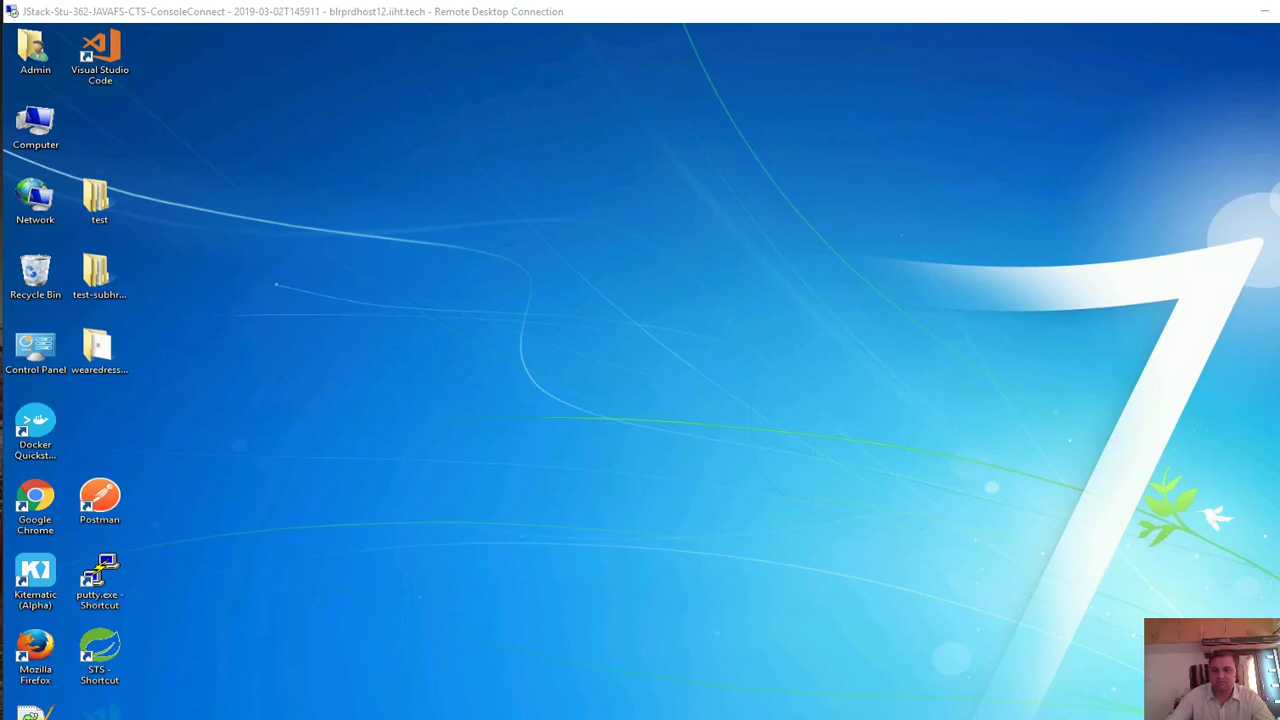 JStack-Stu-362-JAVAFS-CTS-ConsoleConnect - 2019-03-02T145911 - blrprdhost12.iiht.tech - Remote Desktop Connection
Admin
Visual Studio
Code
Computer
Network
test
Recycle Bin
test-subhr...
Control Panel
wearedress...
Docker
Quickst...
Google
Chrome
Postman
Kitematic
(Alpha)
putty.exe -
Shortcut
Mozilla
Firefox
STS -
Shortcut